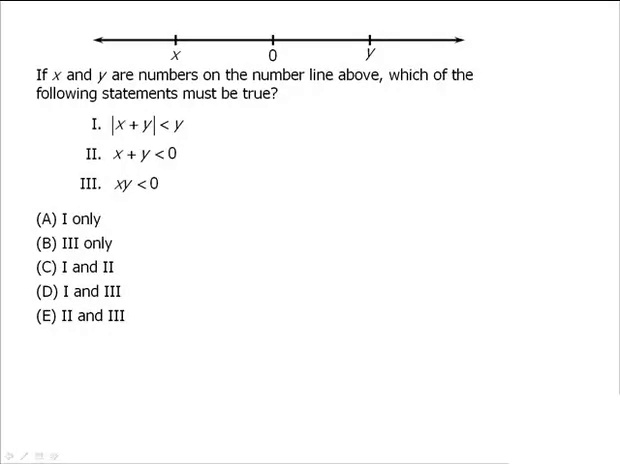 x 0 y
If x and y are numbers on the number line above, which of the
following statements must be true?
I. |x + y| < y
II. x + y < 0
III. xy < 0
(A) I only
(B) III only
(C) I and II
(D) I and III
(E) II and III